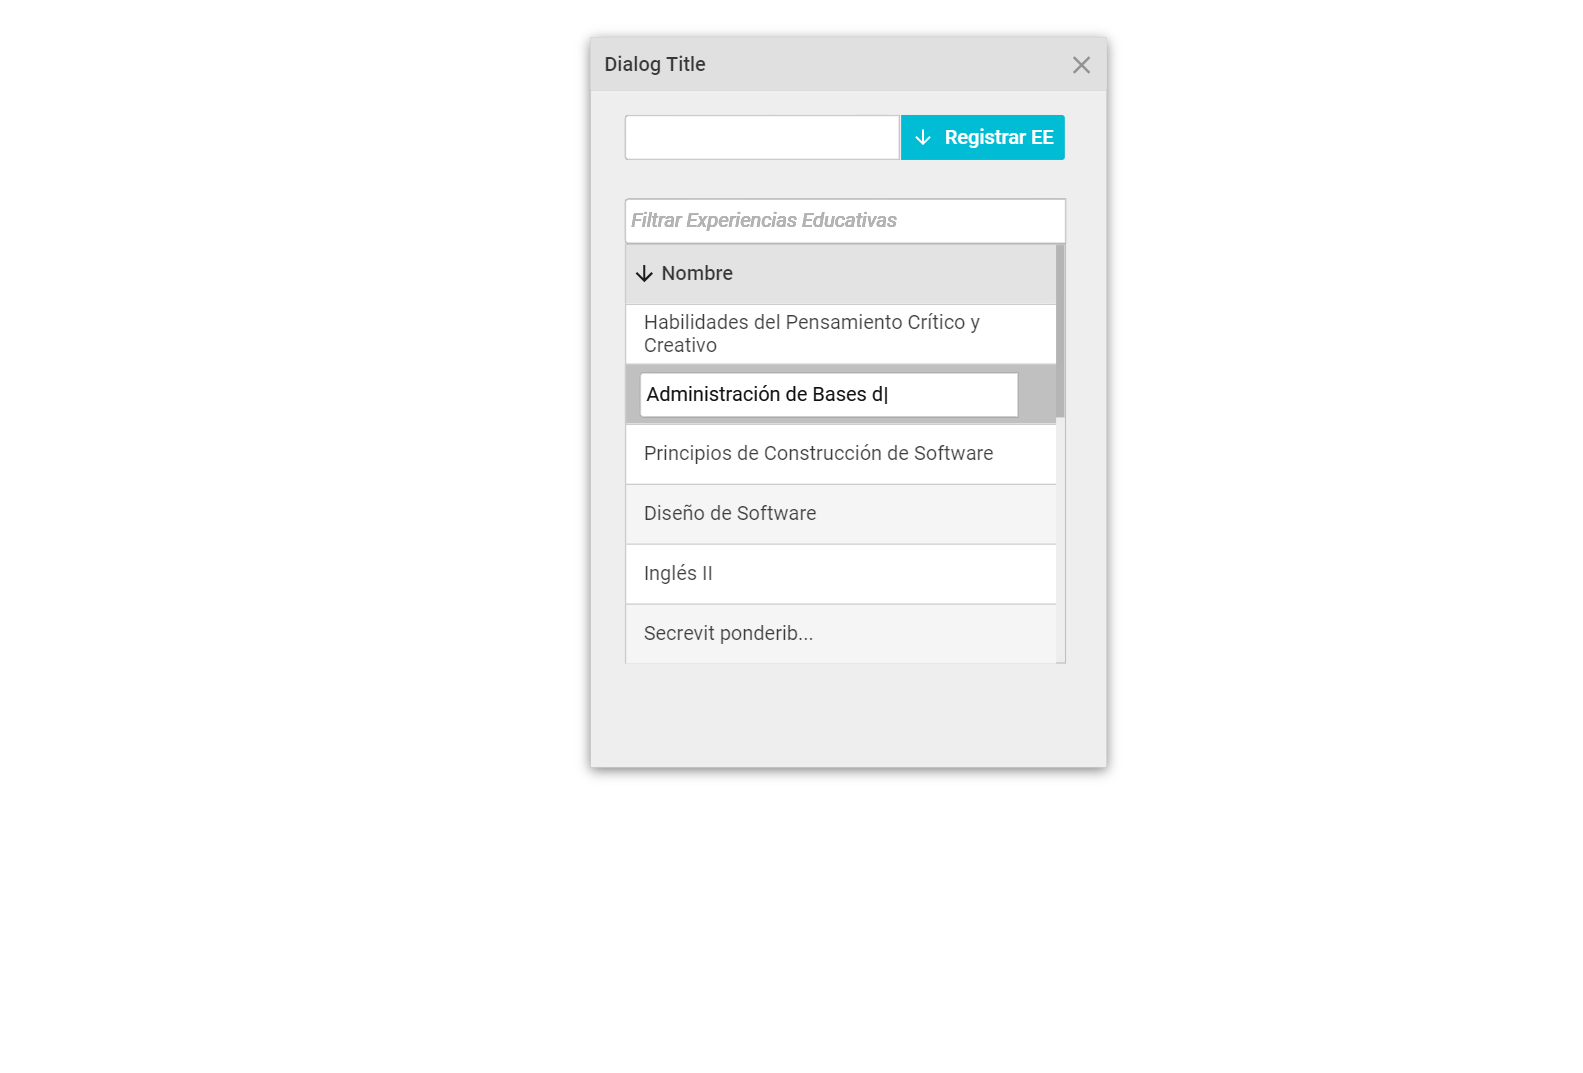 Dialog Title
Registrar EE
Filtrar Experiencias Educativas
Nombre
Habilidades del Pensamiento Crítico y
Creativo
Administración de Bases d|
Principios de Construcción de Software
Diseño de Software
Inglés II
Secrevit ponderib...